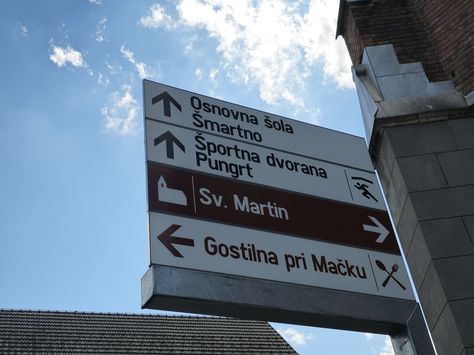 Osnovna šola
Šmartno
Športna dvorana
Pungrt
Sv. Martin
Gostilna pri Mačku